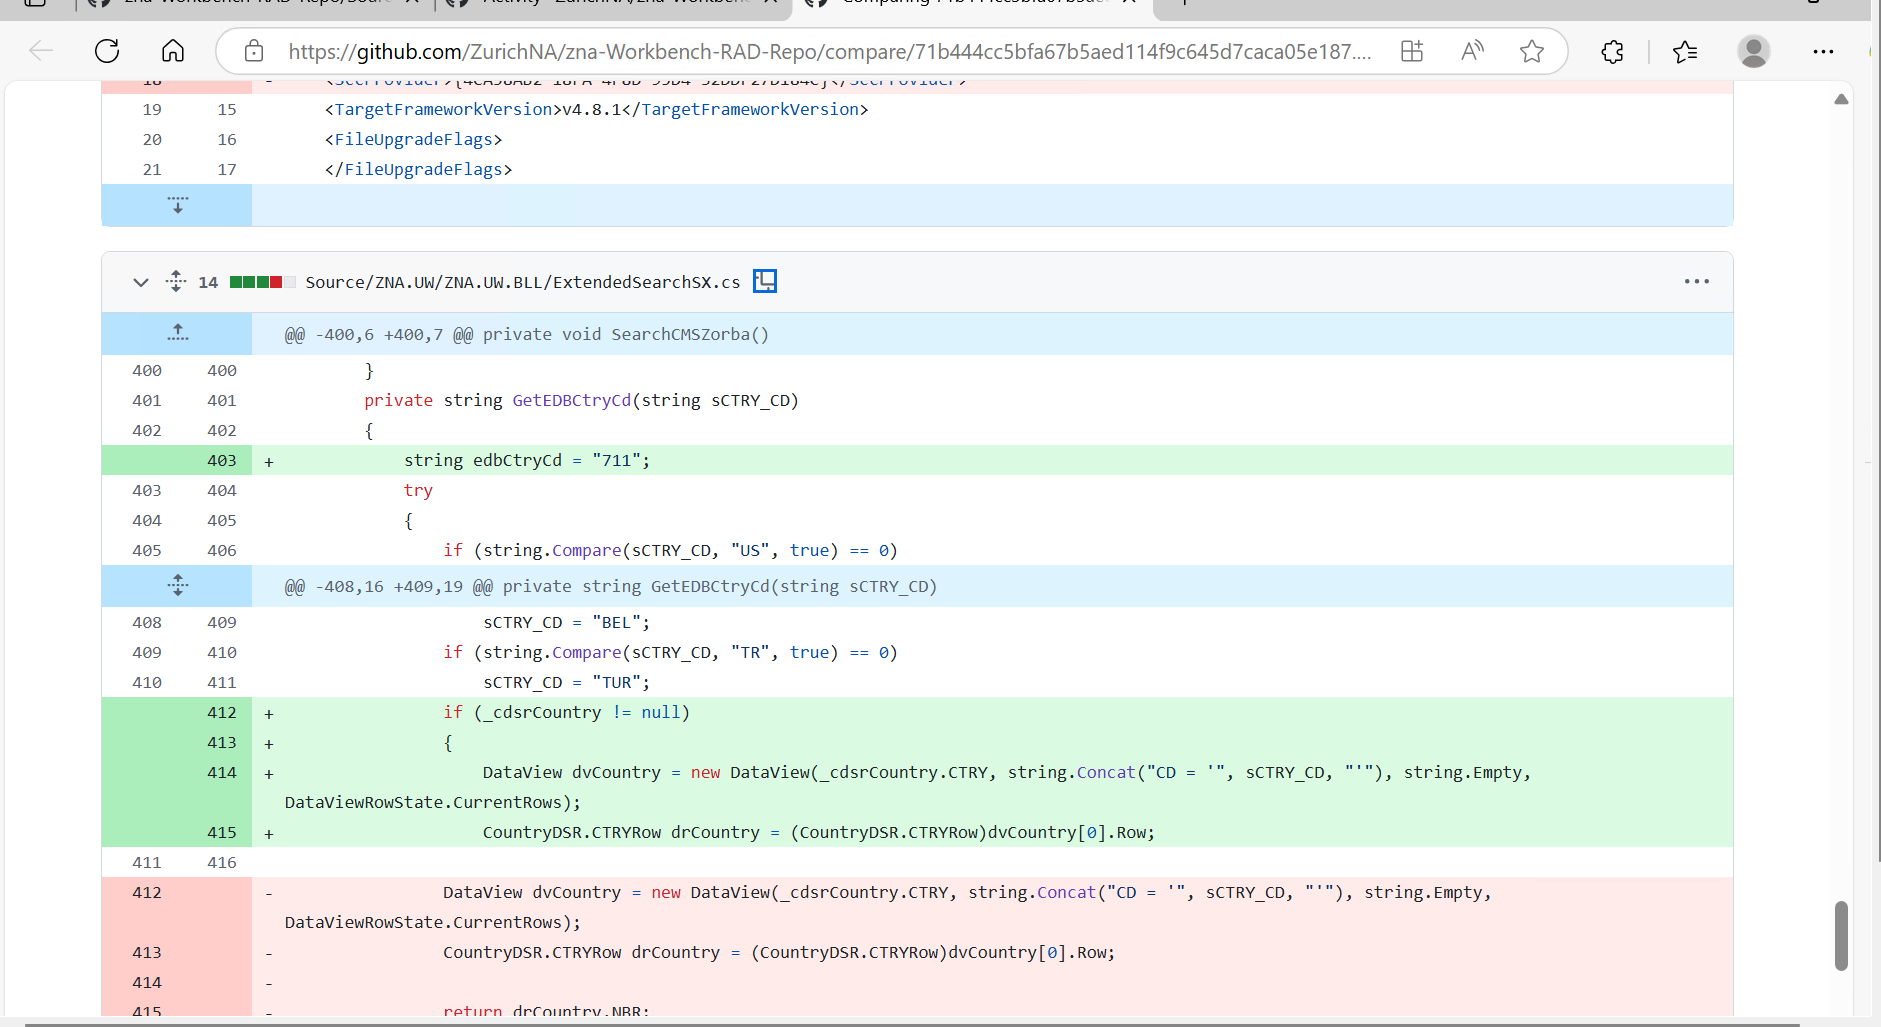 https://github.com/ZurichNA/zna-Workbench-RAD-Repo/compare/71b444cc5bfa67b5aed114f9c645d7caca05e187....
19 15 <TargetFrameworkVersion>v4.8.1</TargetFrameworkVersion>
20 16 <FileUpgradeFlags>
21 17 </FileUpgradeFlags>
14 Source/ZNA.UW/ZNA.UW.BLL/ExtendedSearchSX.cs
@@ -400,6 +400,7 @@ private void SearchCMSZorba()
400 400 }
401 401 private string GetEDBCtryCd(string sCTRY_CD)
402 402 {
403 + string edbCtryCd = "711";
403 404 try
404 405 {
405 406 if (string.Compare(sCTRY_CD, "US", true) == 0)
@@ -408,16 +409,19 @@ private string GetEDBCtryCd(string sCTRY_CD)
408 409 sCTRY_CD = "BEL";
409 410 if (string.Compare(sCTRY_CD, "TR", true) == 0)
410 411 sCTRY_CD = "TUR";
412 + if (_cdsrCountry != null)
413 + {
414 + DataView dvCountry = new DataView(_cdsrCountry.CTRY, string.Concat("CD = '", sCTRY_CD, "'"), string.Empty,
DataViewRowState.CurrentRows);
415 + CountryDSR.CTRYRow drCountry = (CountryDSR.CTRYRow)dvCountry[0].Row;
411 416
412 - DataView dvCountry = new DataView(_cdsrCountry.CTRY, string.Concat("CD = '", sCTRY_CD, "'"), string.Empty,
DataViewRowState.CurrentRows);
413 - CountryDSR.CTRYRow drCountry = (CountryDSR.CTRYRow)dvCountry[0].Row;
414 -
415 - return drCountry.NBR;